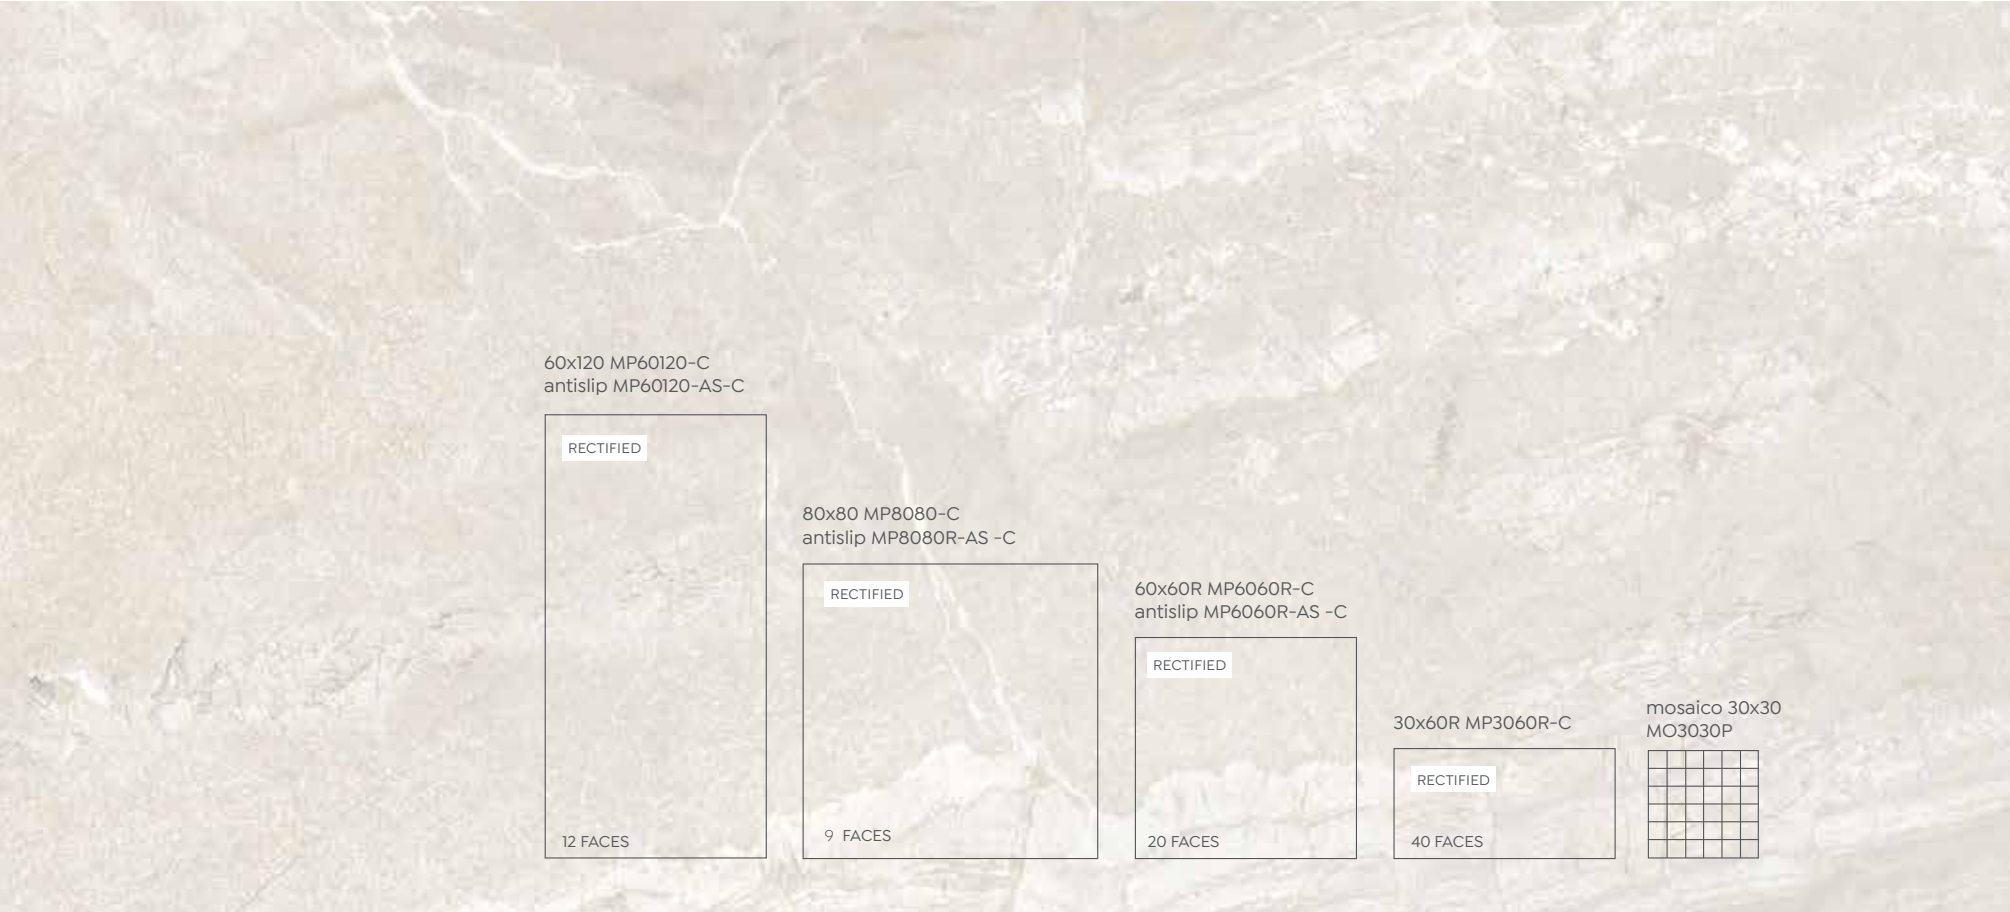 60x120 MP60120-C
antislip MP60120-AS-C
RECTIFIED
12 FACES
80x80 MP8080-C
antislip MP8080R-AS -C
RECTIFIED
9 FACES
60x60R MP6060R-C
antislip MP6060R-AS -C
RECTIFIED
20 FACES
30x60R MP3060R-C
RECTIFIED
40 FACES
mosaico 30x30
MO3030P